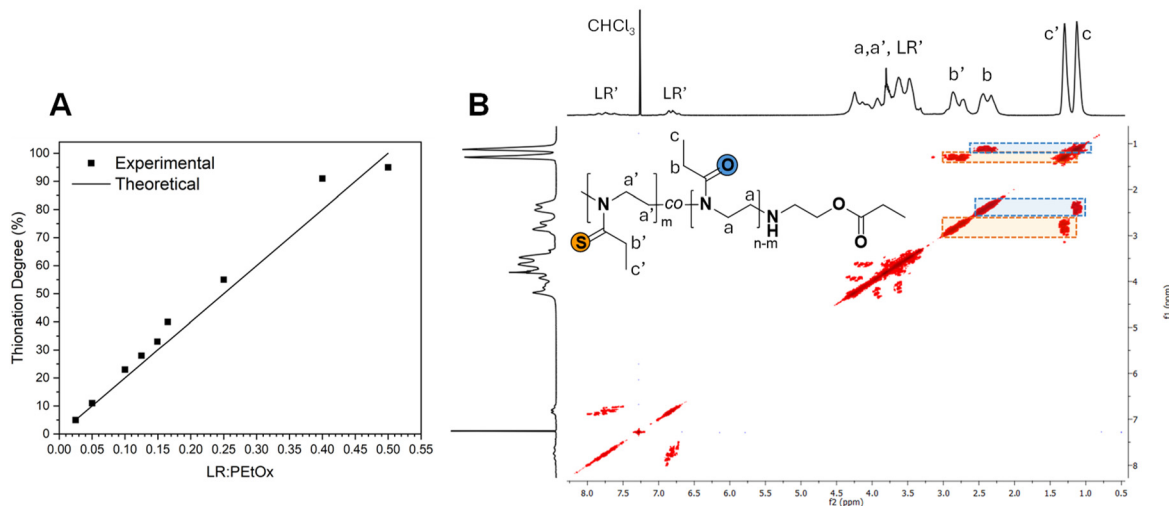 A
Experimental
Theoretical
100
90
80
70
60
50
40
30
20
10
0
Thionation Degree (%)
0.00 0.05 0.10 0.15 0.20 0.25 0.30 0.35 0.40 0.45 0.50 0.55
LR:PEtOx
B
CHCl₃
LR'
LR'
a,a', LR'
b'
b
c'
c
c
b
O
a'
a'
N
m
co
N
a
a
n-m
N
H
O
O
S
b'
c'
1
2
3
4
5
6
7
8
f1 (ppm)
8.0 7.5 7.0 6.5 6.0 5.5 5.0 4.5 4.0 3.5 3.0 2.5 2.0 1.5 1.0 0.5
f2 (ppm)